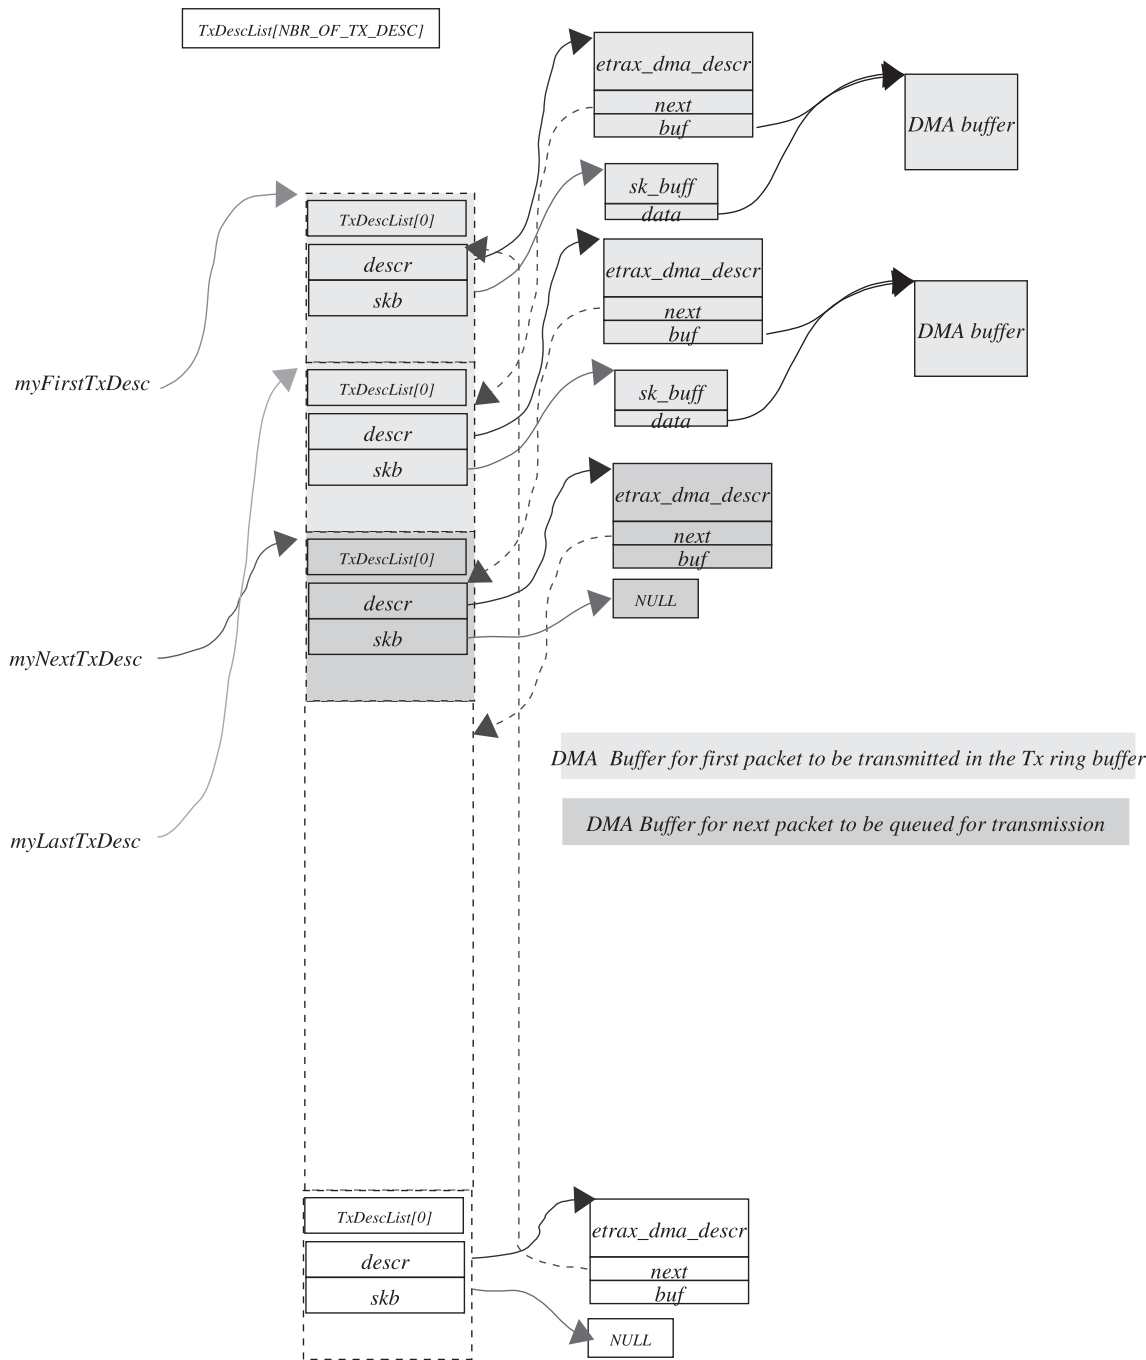 TxDescList[NBR_OF_TX_DESC]
etrax_dma_descr
next
buf
DMA buffer
sk_buff
data
TxDescList[0]
descr
skb
etrax_dma_descr
next
buf
DMA buffer
myFirstTxDesc
TxDescList[0]
descr
skb
sk_buff
data
etrax_dma_descr
next
buf
TxDescList[0]
descr
skb
NULL
myNextTxDesc
DMA Buffer for first packet to be transmitted in the Tx ring buffer
DMA Buffer for next packet to be queued for transmission
myLastTxDesc
TxDescList[0]
descr
skb
etrax_dma_descr
next
buf
NULL